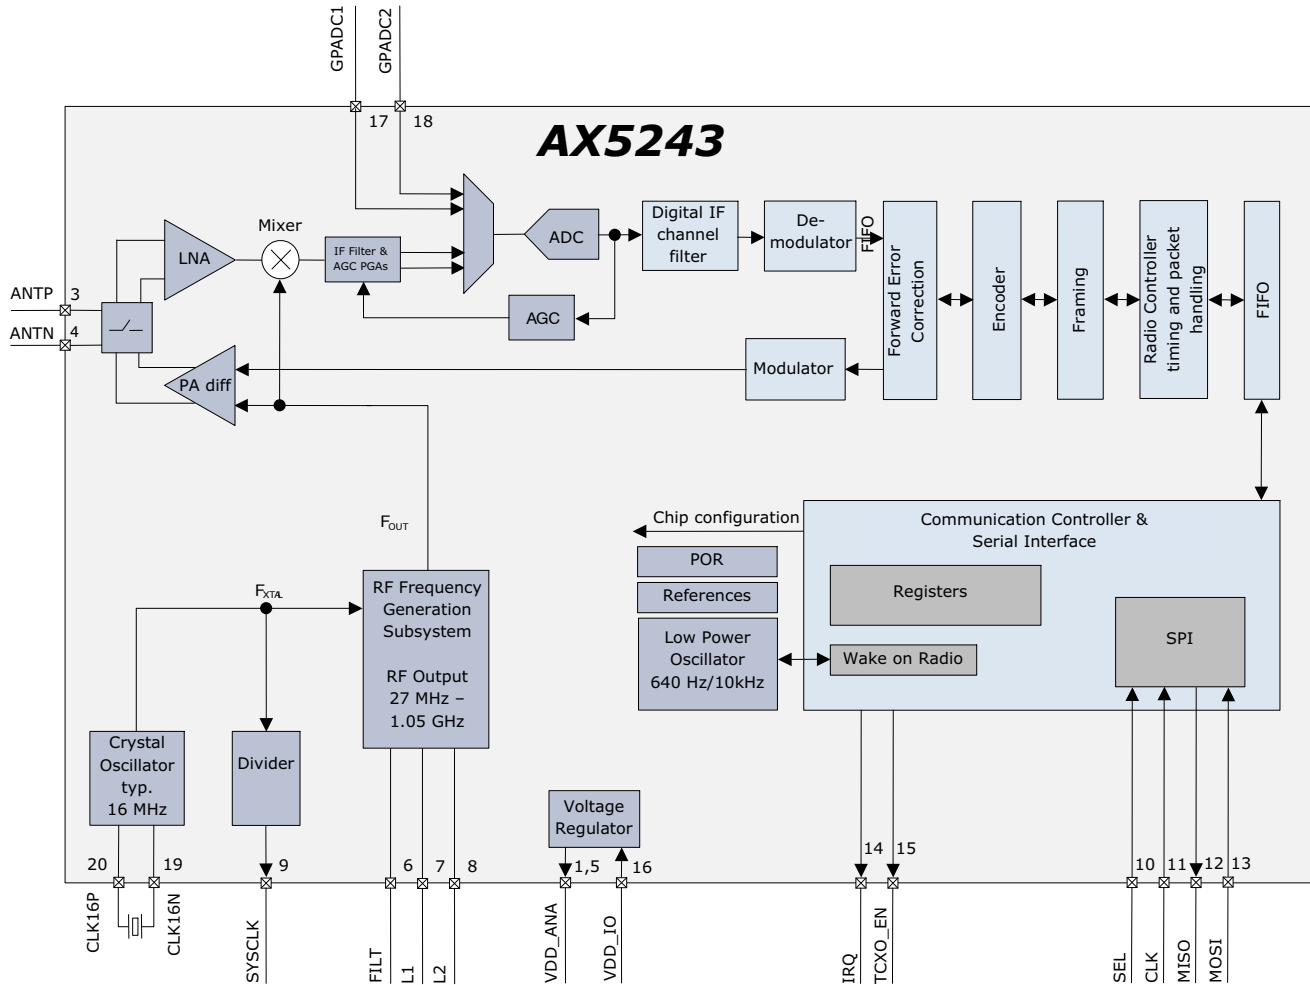 GPADC1
GPADC2
17
18
AX5243
Mixer
LNA
IF Filter &
AGC PGAs
ADC
AGC
Digital IF
channel
filter
De-
modulator
FIFO
Forward Error
Correction
Encoder
Framing
Radio Controller
timing and packet
handling
FIFO
ANTP
3
ANTN
4
PA diff
Modulator
FOUT
FXTAL
RF Frequency
Generation
Subsystem
RF Output
27 MHz –
1.05 GHz
Chip configuration
POR
References
Low Power
Oscillator
640 Hz/10kHz
Communication Controller &
Serial Interface
Registers
Wake on Radio
SPI
Crystal
Oscillator
typ.
16 MHz
Divider
Voltage
Regulator
20
19
9
6
7
8
1,5
16
14
15
10
11
12
13
CLK16P
CLK16N
SYSCLK
FILT
L1
L2
VDD_ANA
VDD_IO
IRQ
TCXO_EN
SEL
CLK
MISO
MOSI